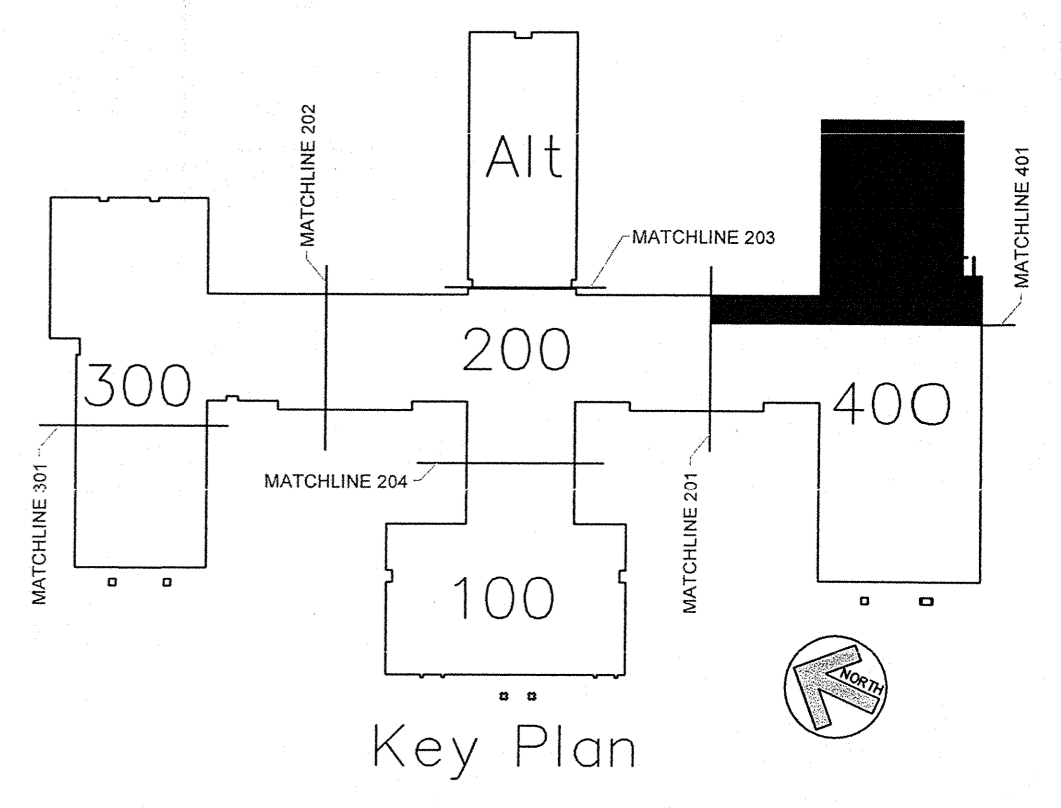 Alt
MATCHLINE 202
MATCHLINE 401
MATCHLINE 203
200
300
400
MATCHLINE 301
MATCHLINE 204
MATCHLINE 201
100
NORTH
Key Plan